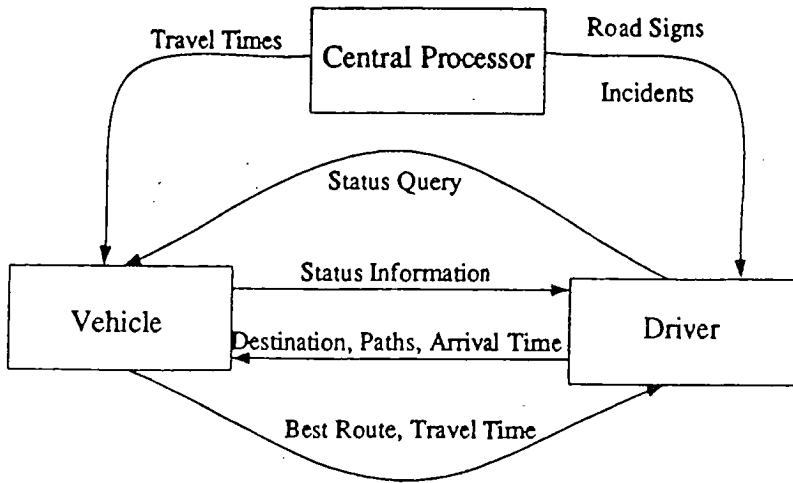 Travel Times
Central Processor
Road Signs
Incidents
Status Query
Status Information
Vehicle
Driver
Destination, Paths, Arrival Time
Best Route, Travel Time